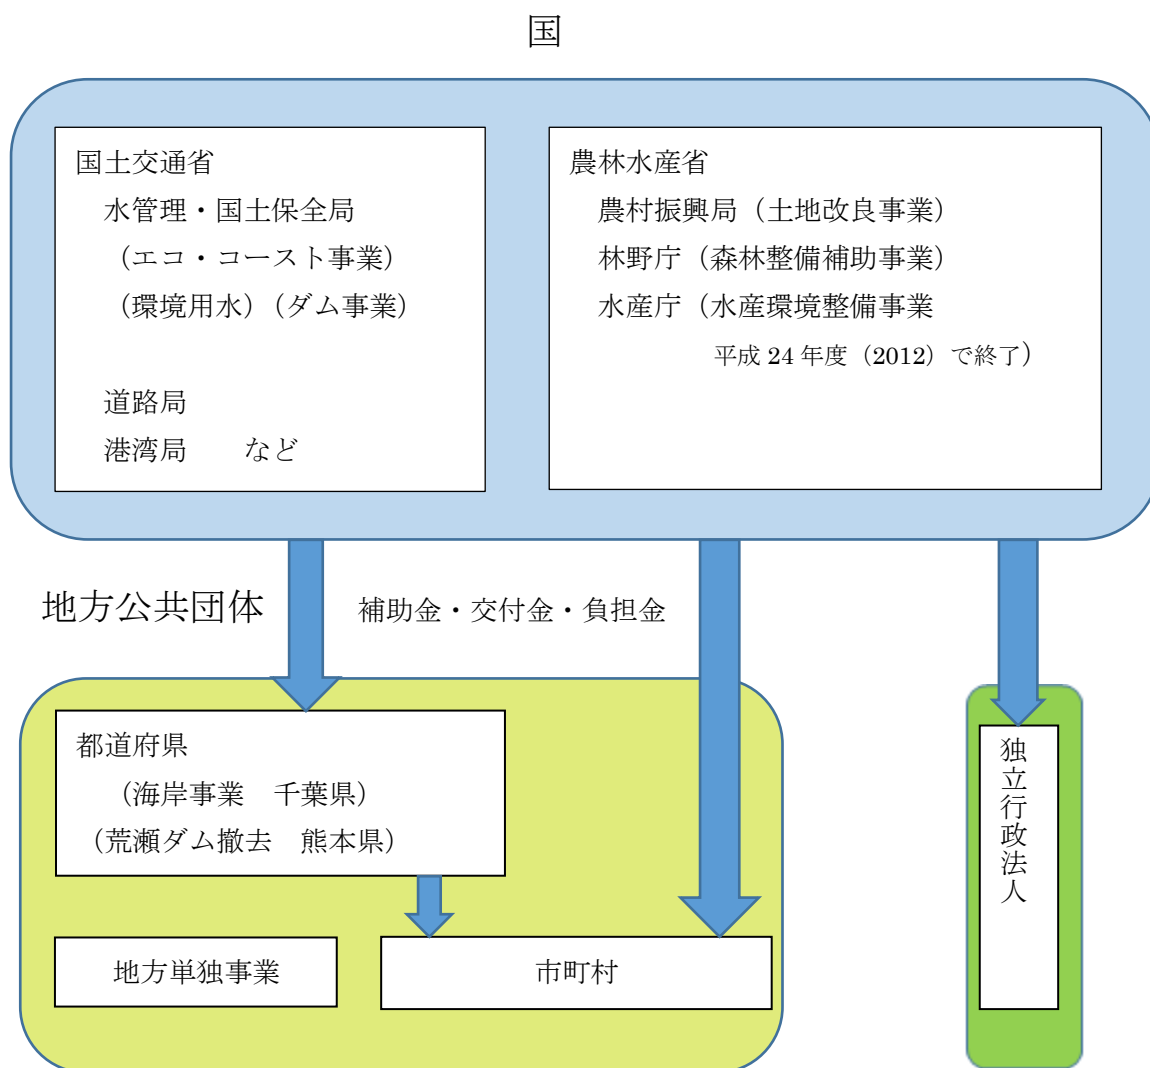 国
国土交通省
水管理・国土保全局
（エコ・コースト事業）
（環境用水）（ダム事業）
道路局
港湾局　　など
農林水産省
農村振興局（土地改良事業）
林野庁（森林整備補助事業）
水産庁（水産環境整備事業
平成 24 年度（2012）で終了）
地方公共団体
補助金・交付金・負担金
都道府県
（海岸事業　千葉県）
（荒瀬ダム撤去　熊本県）
地方単独事業
市町村
独立行政法人